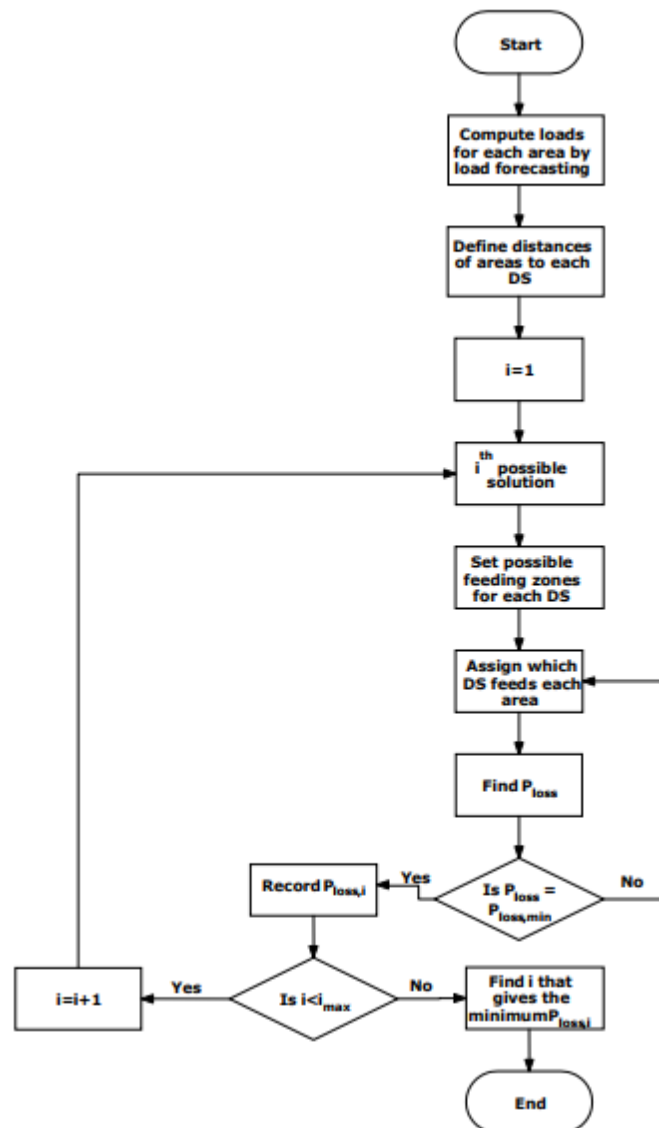 Start
Compute loads
for each area by
load forecasting
Define distances
of areas to each
DS
i=1
i th possible
solution
Set possible
feeding zones
for each DS
Assign which
DS feeds each
area
Find Ploss
Is Ploss =
Ploss,min
Yes
No
Record Ploss,i
Is i<imax
Yes
No
i=i+1
Find i that
gives the
minimumPloss,i
End